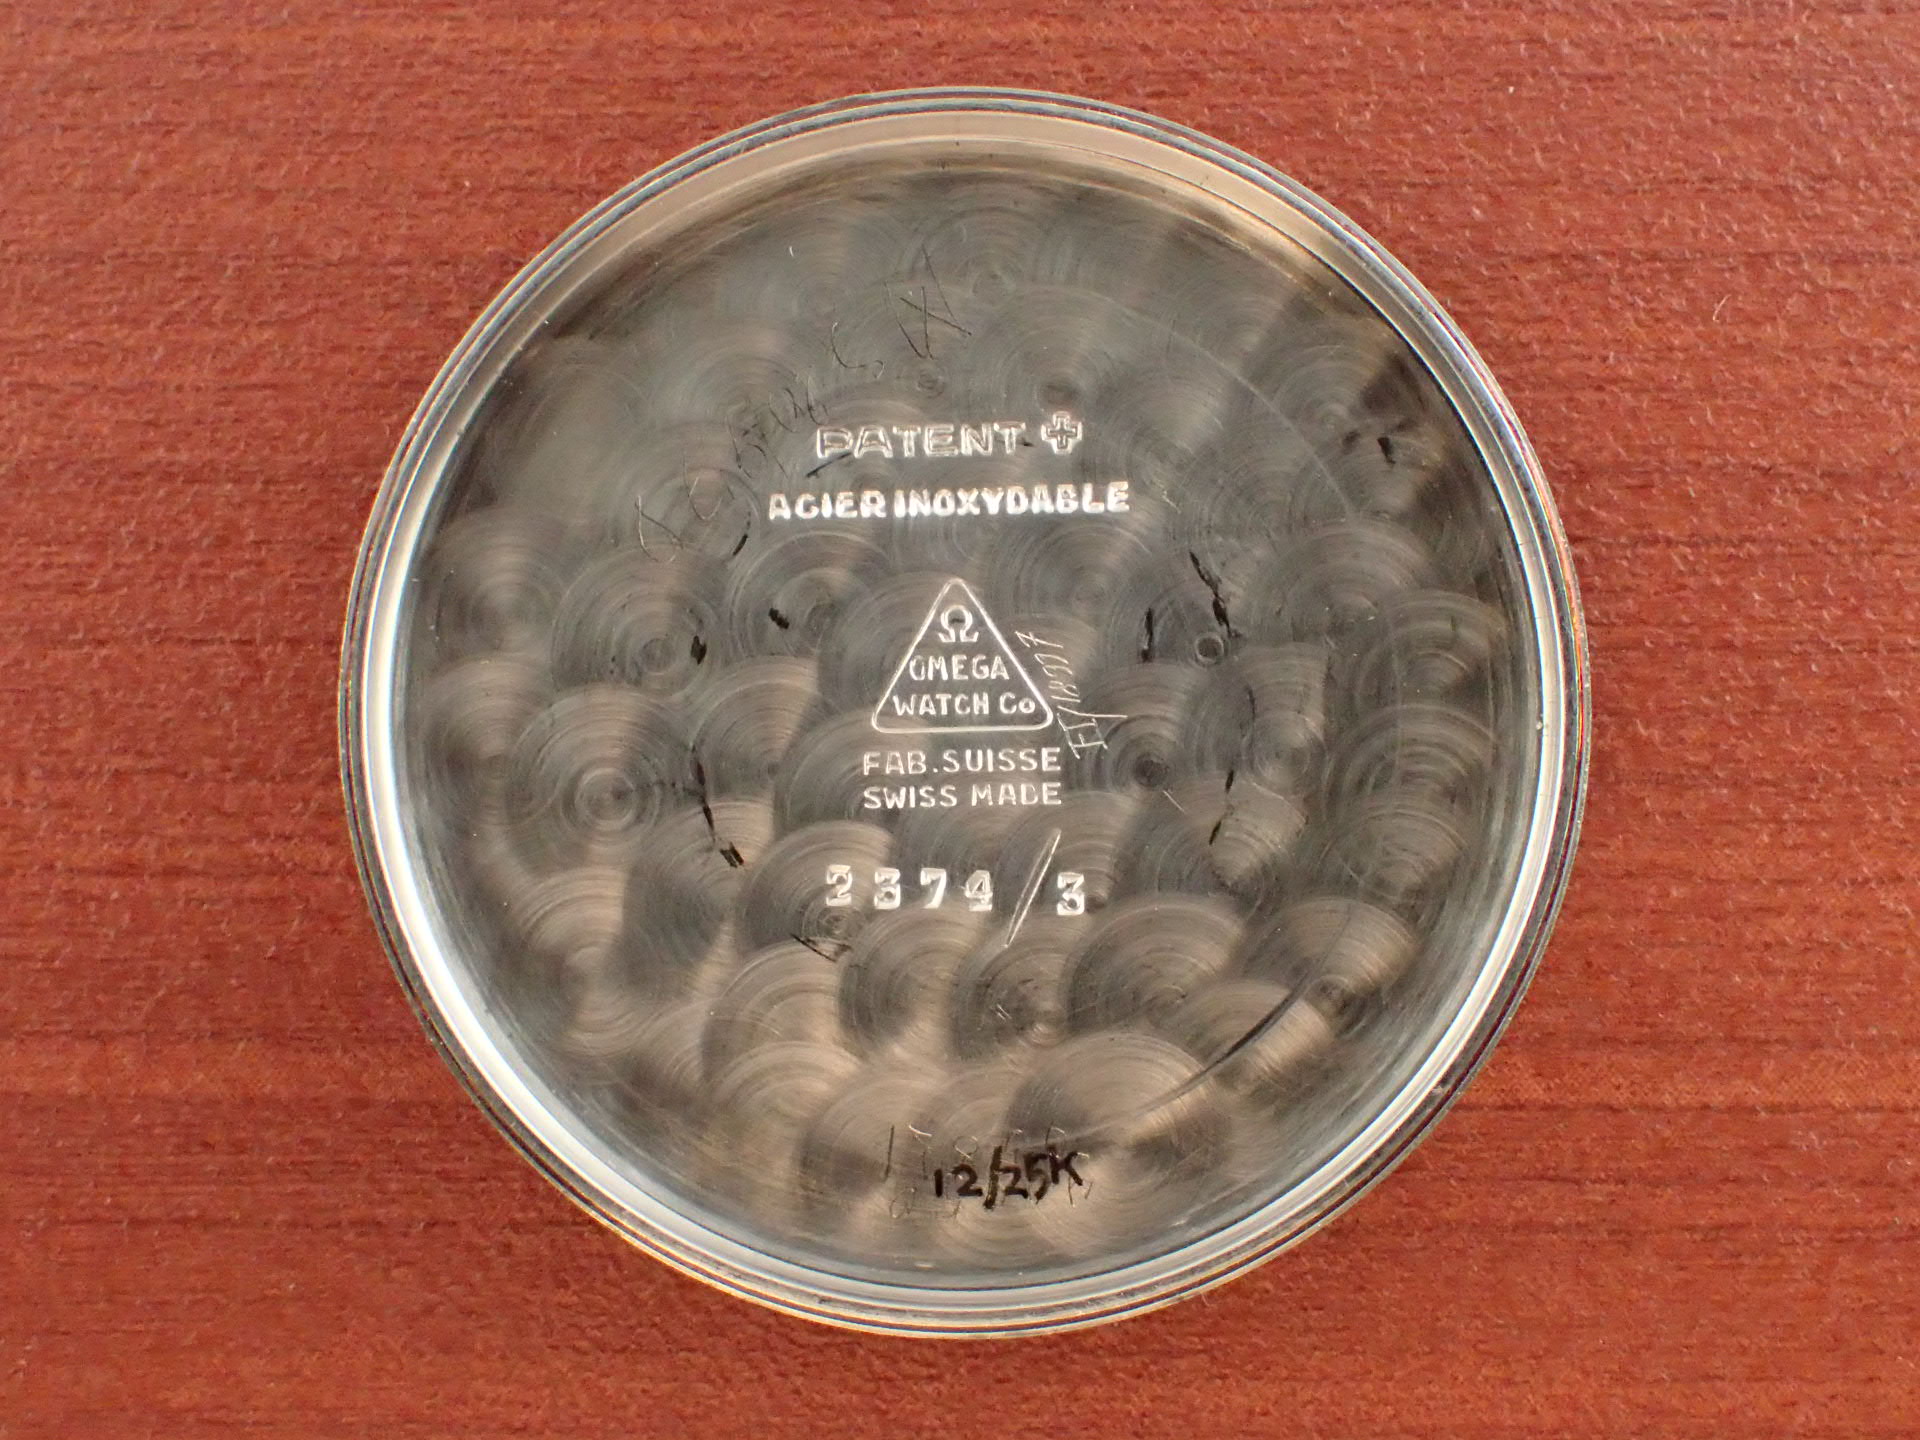 PATENT
ACIER INOXYDABLE
Ω
OMEGA
WATCH Co
FAB. SUISSE
SWISS MADE
2374/3
12/25K